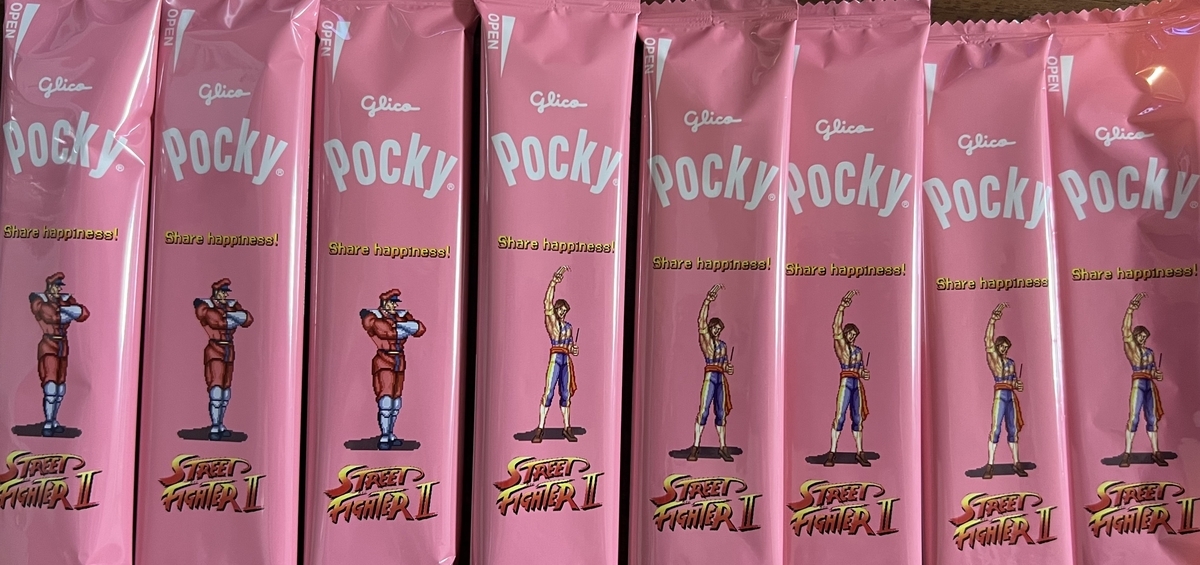 OPEN
Glico
Pocky®
Share happiness!
STREET
FIGHTER II
OPEN
Glico
Pocky®
Share happiness!
STREET
FIGHTER II
OPEN
Glico
Pocky®
Share happiness!
STREET
FIGHTER II
OPEN
Glico
Pocky®
Share happiness!
STREET
FIGHTER II
OPEN
Glico
Pocky®
Share happiness!
STREET
FIGHTER II
Glico
Pocky®
Share happiness!
STREET
FIGHTER II
Glico
Pocky
Share happiness
STREET
FIGHTER II
OPEN
Glico
Pocky®
Share happiness!
STREET
FIGHTER II